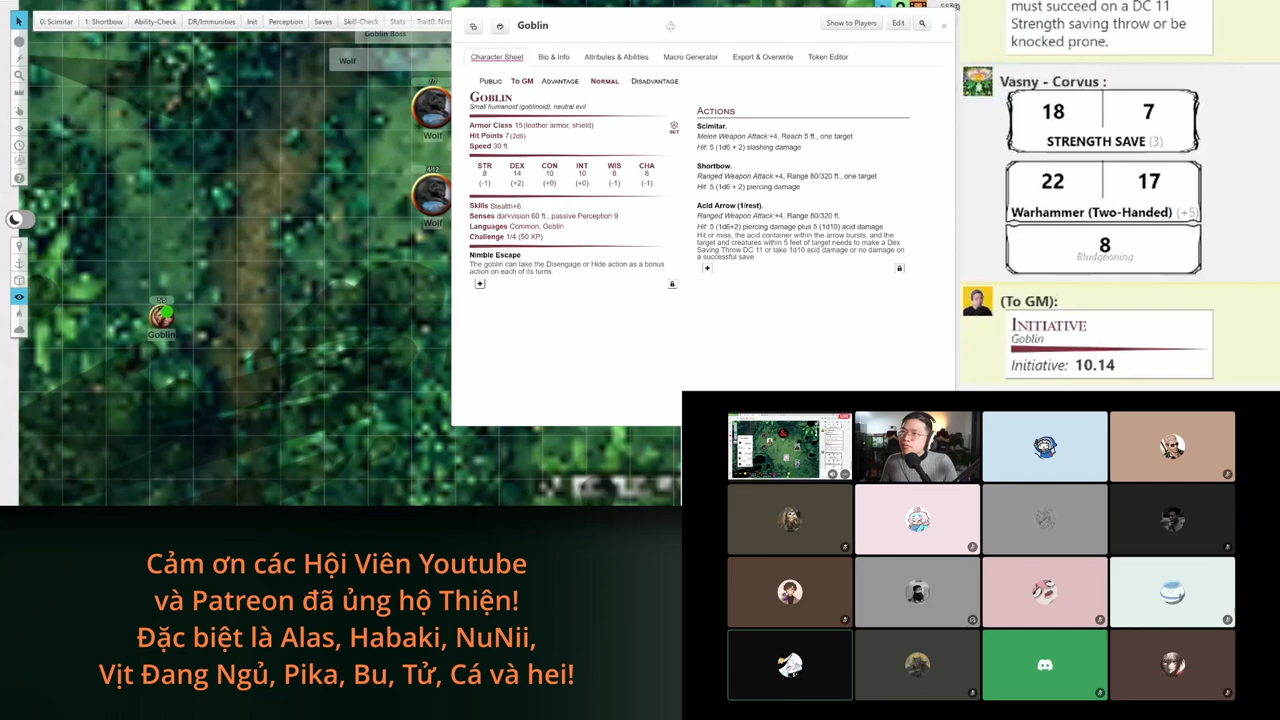 0: Scimitar
1: Shortbow
Ability-Check
DR/Immunities
Init
Perception
Saves
Skill-Check
Stats
Goblin Boss
Wolf
Wolf
4/12
Wolf
5/5
Goblin
Goblin
Show to Players
Edit
Character Sheet
Bio & Info
Attributes & Abilities
Macro Generator
Export & Overwrite
Token Editor
PUBLIC
TO GM
ADVANTAGE
NORMAL
DISADVANTAGE
GOBLIN
Small humanoid (goblinoid), neutral evil
Armor Class 15 (leather armor, shield)
Hit Points 7 (2d6)
Speed 30 ft.
INIT
STR DEX CON INT WIS CHA
8 14 10 10 8 8
(-1) (+2) (+0) (+0) (-1) (-1)
Skills Stealth+6
Senses darkvision 60 ft., passive Perception 9
Languages Common, Goblin
Challenge 1/4 (50 XP)
Nimble Escape
The goblin can take the Disengage or Hide action as a bonus
action on each of its turns.
ACTIONS
Scimitar.
Melee Weapon Attack:+4, Reach 5 ft., one target
Hit: 5 (1d6 + 2) slashing damage
Shortbow.
Ranged Weapon Attack:+4, Range 80/320 ft., one target
Hit: 5 (1d6 + 2) piercing damage
Acid Arrow (1/rest).
Ranged Weapon Attack:+4, Range 80/320 ft.
Hit: 5 (1d6+2) piercing damage plus 5 (1d10) acid damage
Hit or miss, the acid container within the arrow bursts, and the
target and creatures within 5 feet of target needs to make a Dex
Saving Throw DC 11 or take 1d10 acid damage or no damage on
a successful save.
must succeed on a DC 11
Strength saving throw or be
knocked prone.
Vasny - Corvus :
18 7
STRENGTH SAVE (3)
22 17
Warhammer (Two-Handed) (+5)
8
Bludgeoning
(To GM):
INITIATIVE
Goblin
Initiative: 10.14
Cảm ơn các Hội Viên Youtube
và Patreon đã ủng hộ Thiện!
Đặc biệt là Alas, Habaki, NuNii,
Vịt Đang Ngủ, Pika, Bu, Tử, Cá và hei!